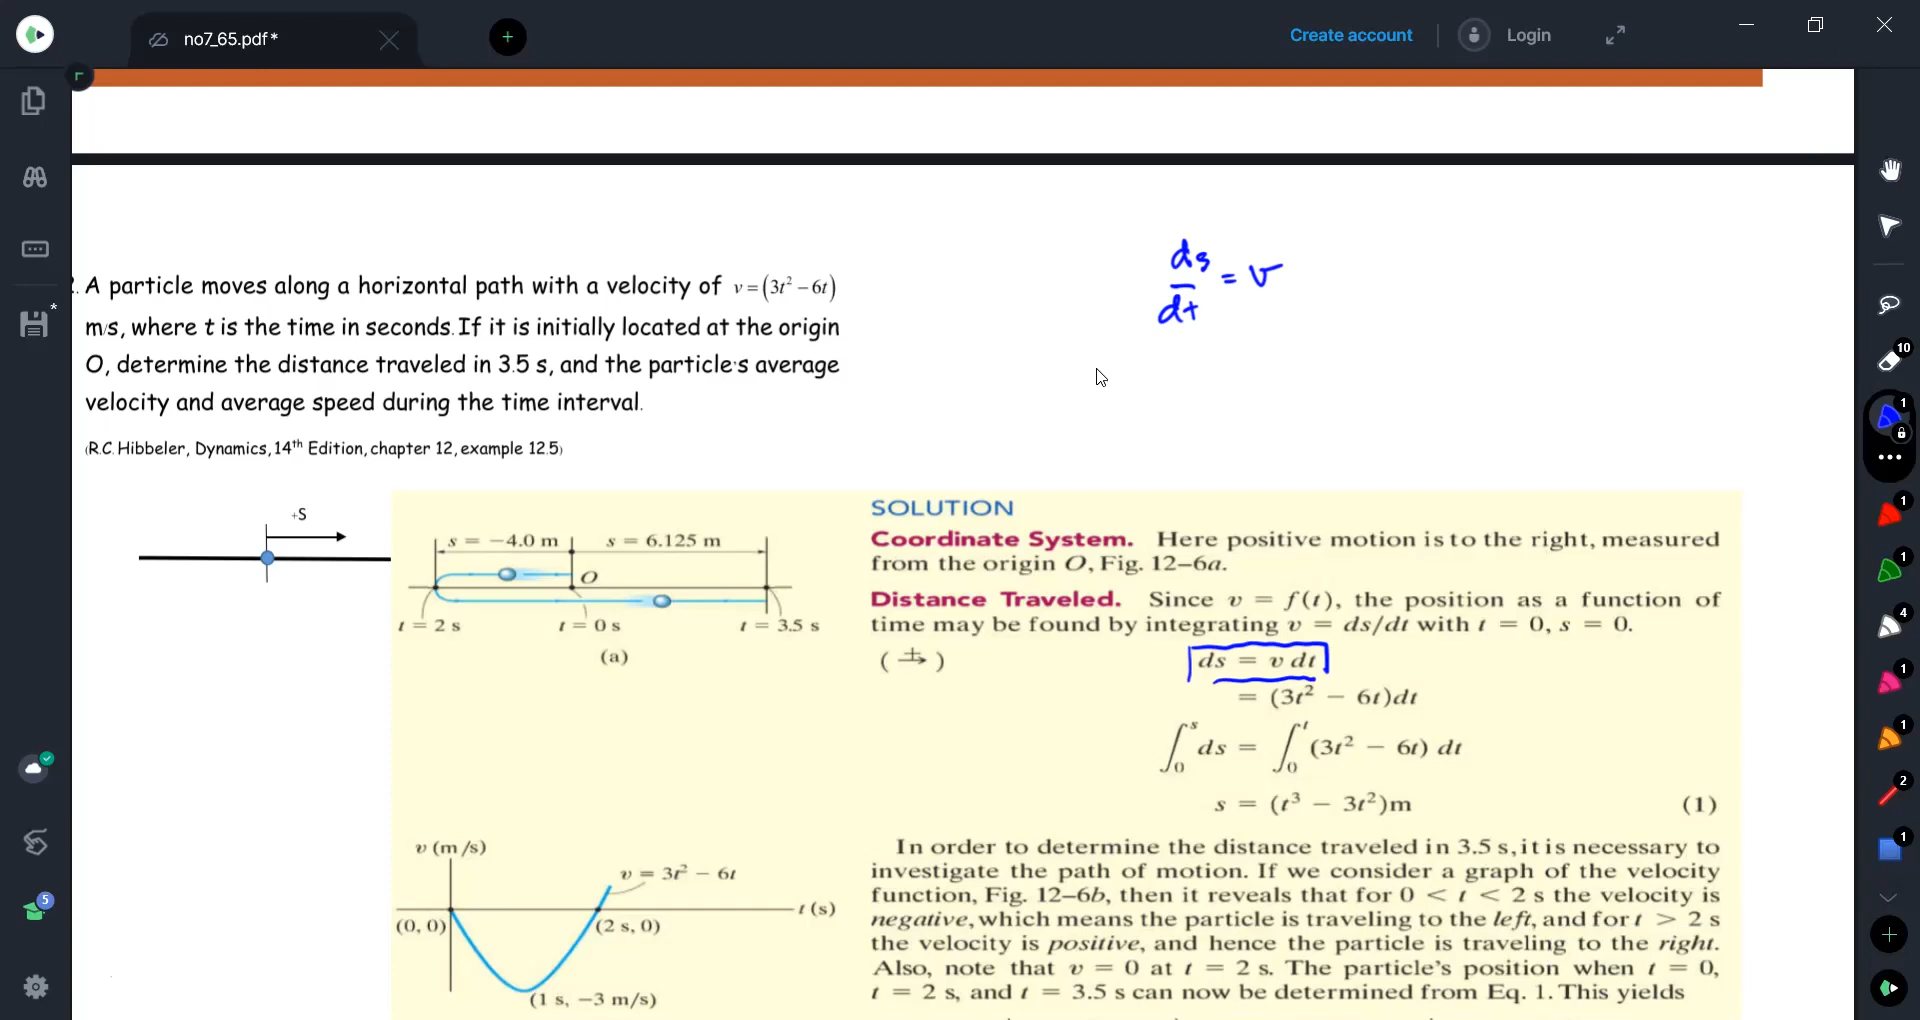 no7_65.pdf*
Create account
Login
ds
dt
= v
A particle moves along a horizontal path with a velocity of v = (3t² − 6t)
m/s, where t is the time in seconds. If it is initially located at the origin
O, determine the distance traveled in 3.5 s, and the particle's average
velocity and average speed during the time interval.
(R.C. Hibbeler, Dynamics, 14th Edition, chapter 12, example 12.5)
+S
s = −4.0 m
s = 6.125 m
O
t = 2 s
t = 0 s
t = 3.5 s
(a)
v (m/s)
v = 3t² − 6t
t (s)
(0, 0)
(2 s, 0)
(1 s, −3 m/s)
SOLUTION
Coordinate System. Here positive motion is to the right, measured
from the origin O, Fig. 12–6a.
Distance Traveled. Since v = f(t), the position as a function of
time may be found by integrating v = ds/dt with t = 0, s = 0.
( ⇸ ) ds = v dt
= (3t² − 6t)dt
∫₀ˢ ds = ∫₀ᵗ (3t² − 6t) dt
s = (t³ − 3t²)m (1)
In order to determine the distance traveled in 3.5 s, it is necessary to
investigate the path of motion. If we consider a graph of the velocity
function, Fig. 12–6b, then it reveals that for 0 < t < 2 s the velocity is
negative, which means the particle is traveling to the left, and for t > 2 s
the velocity is positive, and hence the particle is traveling to the right.
Also, note that v = 0 at t = 2 s. The particle's position when t = 0,
t = 2 s, and t = 3.5 s can now be determined from Eq. 1. This yields
10
1
1
1
4
1
1
2
1
5